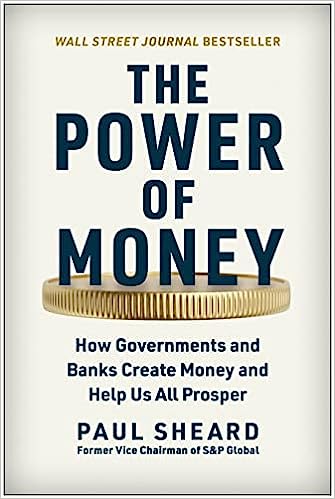 WALL STREET JOURNAL BESTSELLER
THE
POWER
OF
MONEY
How Governments and
Banks Create Money and
Help Us All Prosper
PAUL SHEARD
Former Vice Chairman of S&P Global